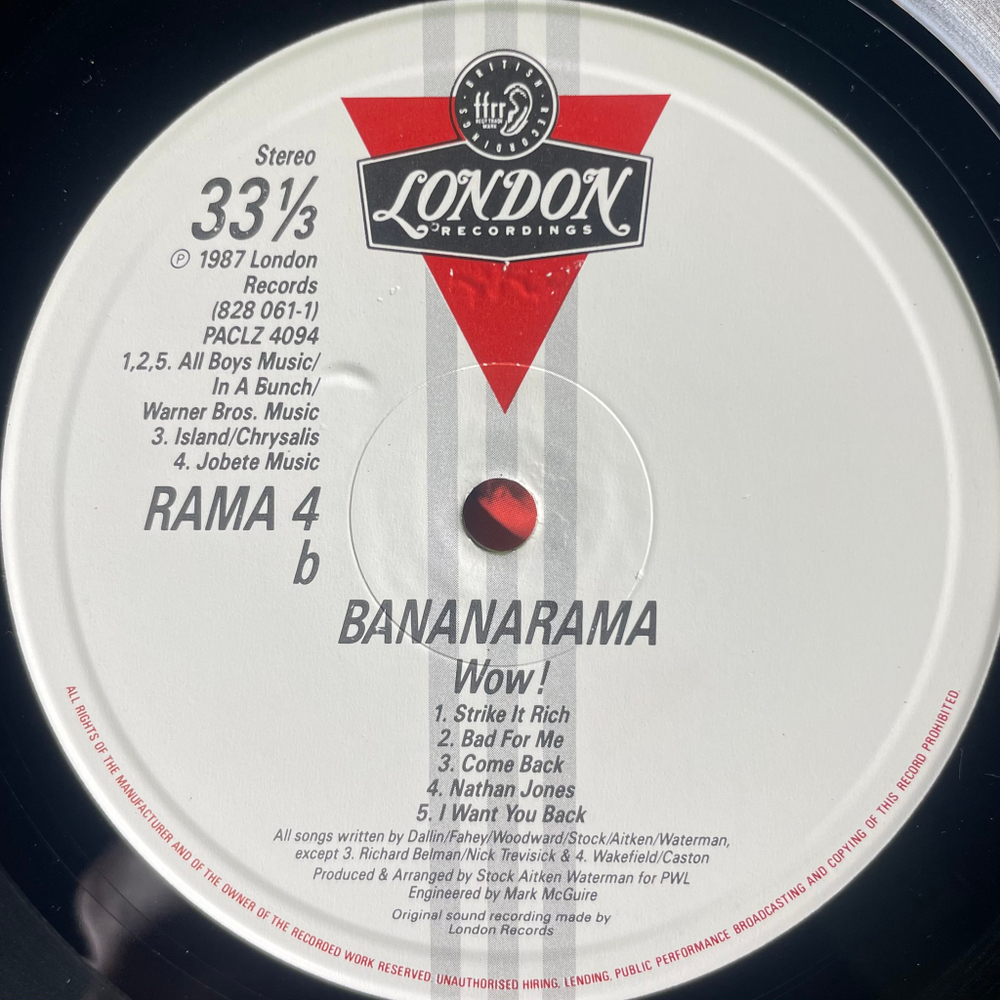 BRITISH RECORDINGS
ffrr
REG'D TRADE
MARK
LONDON
RECORDINGS
Stereo
33⅓
℗ 1987 London
Records
(828 061-1)
PACLZ 4094
1,2,5. All Boys Music/
In A Bunch/
Warner Bros. Music
3. Island/Chrysalis
4. Jobete Music
RAMA 4
b
BANANARAMA
Wow!
1. Strike It Rich
2. Bad For Me
3. Come Back
4. Nathan Jones
5. I Want You Back
All songs written by Dallin/Fahey/Woodward/Stock/Aitken/Waterman,
except 3. Richard Belman/Nick Trevisick & 4. Wakefield/Caston
Produced & Arranged by Stock Aitken Waterman for PWL
Engineered by Mark McGuire
Original sound recording made by
London Records
ALL RIGHTS OF THE MANUFACTURER AND OF THE OWNER OF THE RECORDED WORK RESERVED. UNAUTHORISED HIRING, LENDING, PUBLIC PERFORMANCE BROADCASTING AND COPYING OF THIS RECORD PROHIBITED.